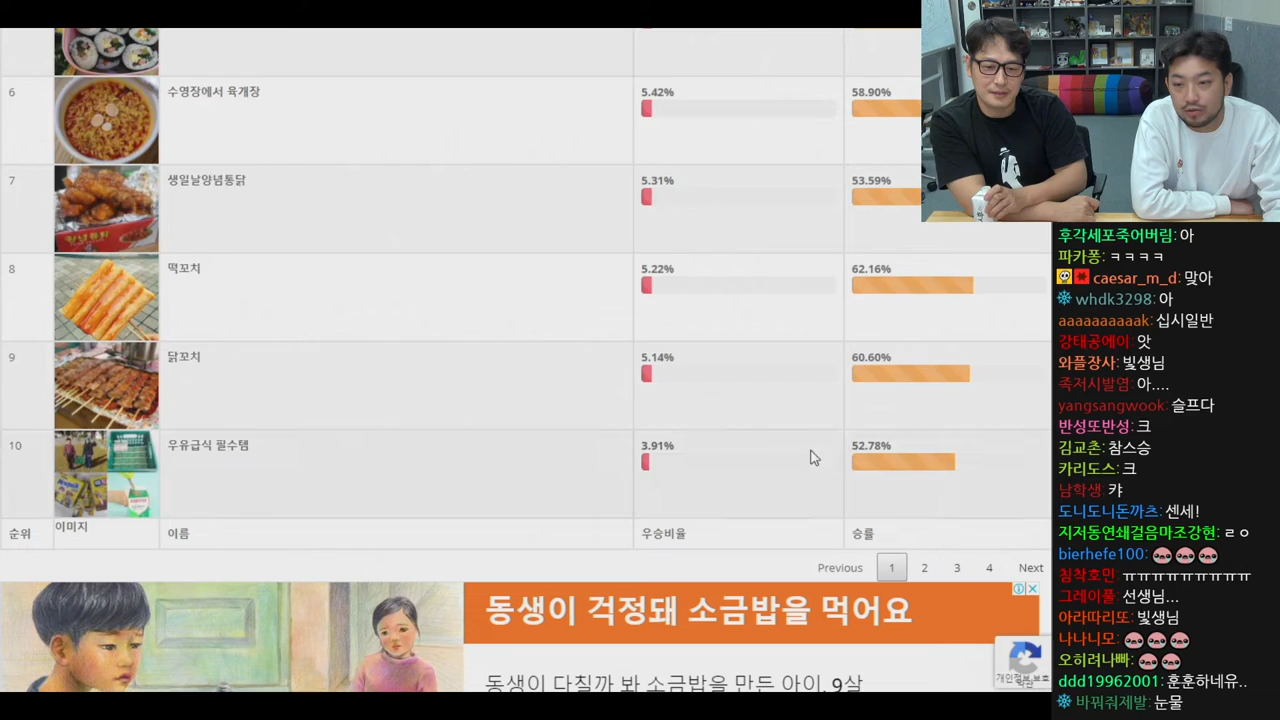 6 수영장에서 육개장 5.42% 58.90%
7 생일날양념통닭 5.31% 53.59%
8 떡꼬치 5.22% 62.16%
9 닭꼬치 5.14% 60.60%
10 우유급식 필수템 3.91% 52.78%
순위 이미지 이름 우승비율 승률
Previous 1 2 3 4 Next
동생이 걱정돼 소금밥을 먹어요
동생이 다칠까 봐 소금밥을 만든 아이, 9살
개인정보 보호
후각세포죽어버림: 아
파카퐁: ㅋㅋㅋㅋ
caesar_m_d: 맞아
whdk3298: 아
aaaaaaaaaak: 십시일반
강태공에이: 앗
와플장사: 빛생님
족저시발염: 아....
yangsangwook: 슬프다
반성또반성: 크
김교촌: 참스승
카리도스: 크
남학생: 캬
도니도니돈까츠: 센세!
지저동연쇄걸음마조강현: ㄹㅇ
bierhefe100:
침착호민: ㅠㅠㅠㅠㅠㅠㅠㅠㅠ
그레이풀: 선생님...
아라따리또: 빛생님
나나니모:
오히려나빠:
ddd19962001: 훈훈하네유..
바꿔줘제발: 눈물